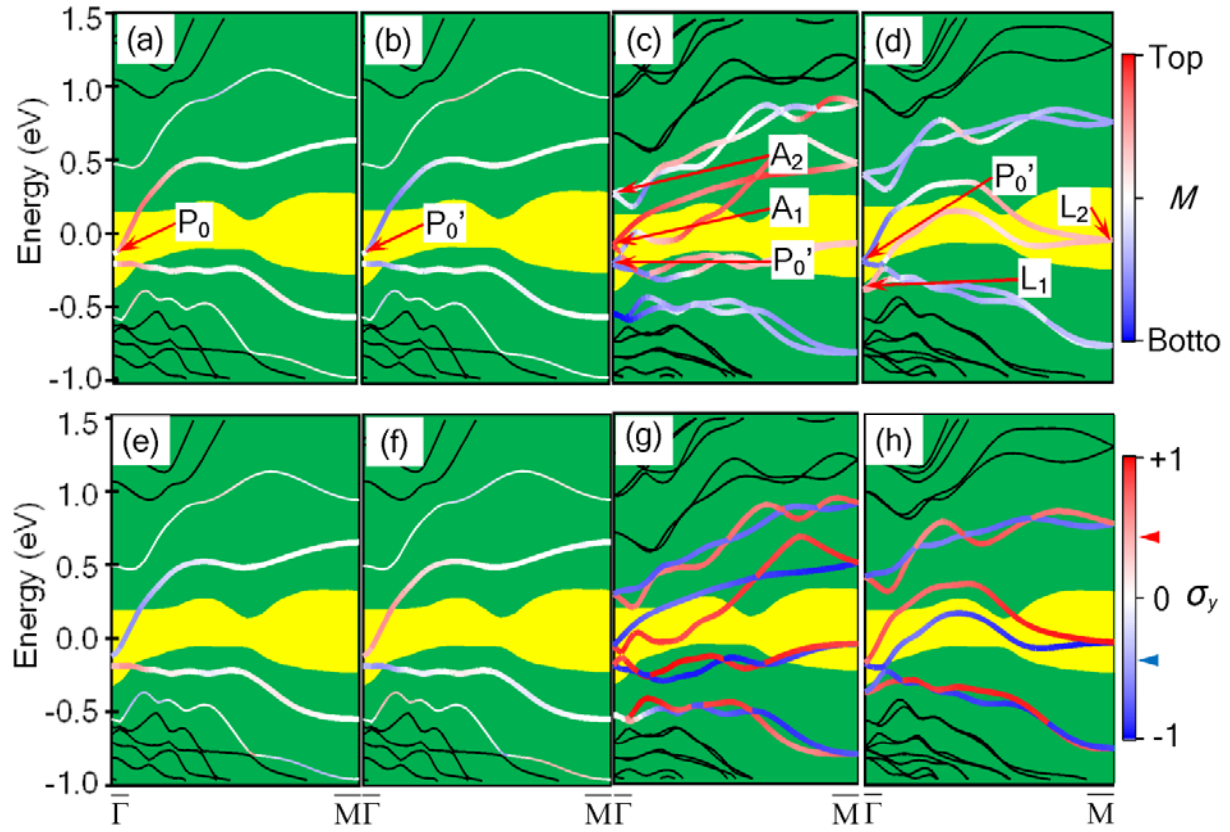 (a) (b) (c) (d)
1.5
1.0
0.5
0.0
-0.5
-1.0
Energy (eV)
P0
P0'
A2
A1
P0'
P0'
L2
L1
Top
M
Botto
(e) (f) (g) (h)
1.5
1.0
0.5
0.0
-0.5
-1.0
Energy (eV)
+1
0 σy
-1
Γ̅ M̅ Γ̅ M̅ Γ̅ M̅